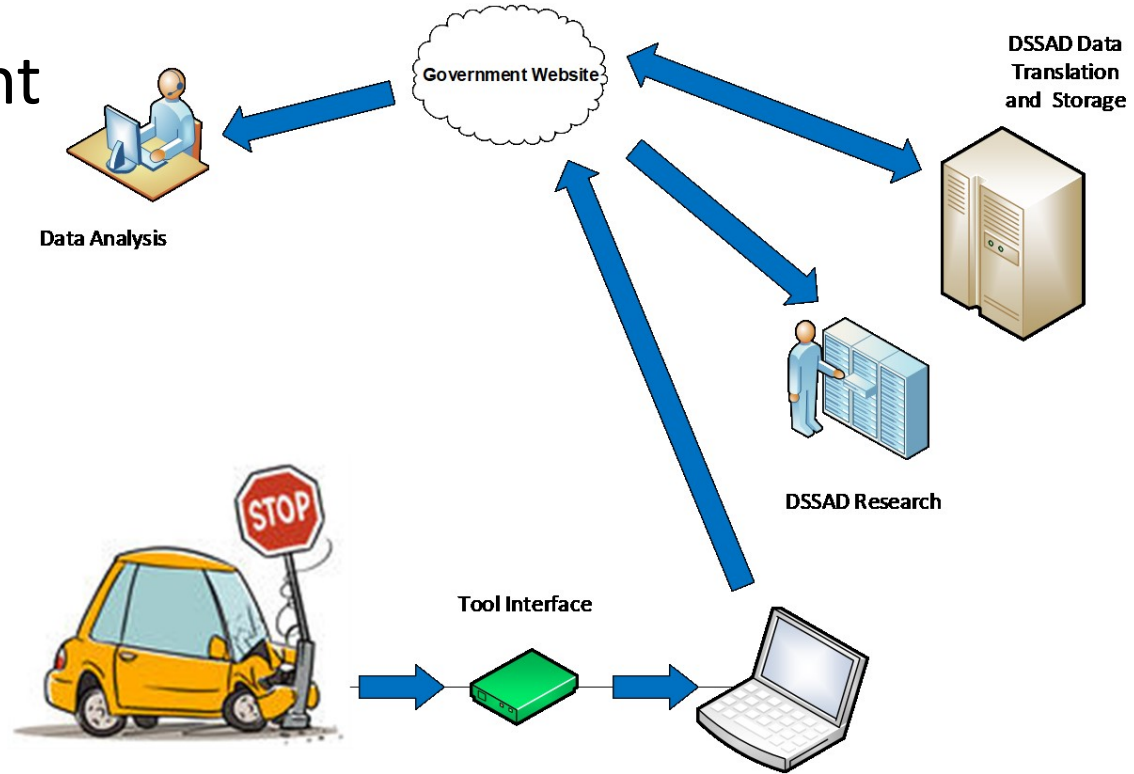 nt
Government Website
DSSAD Data
Translation
and Storage
Data Analysis
DSSAD Research
STOP
Tool Interface